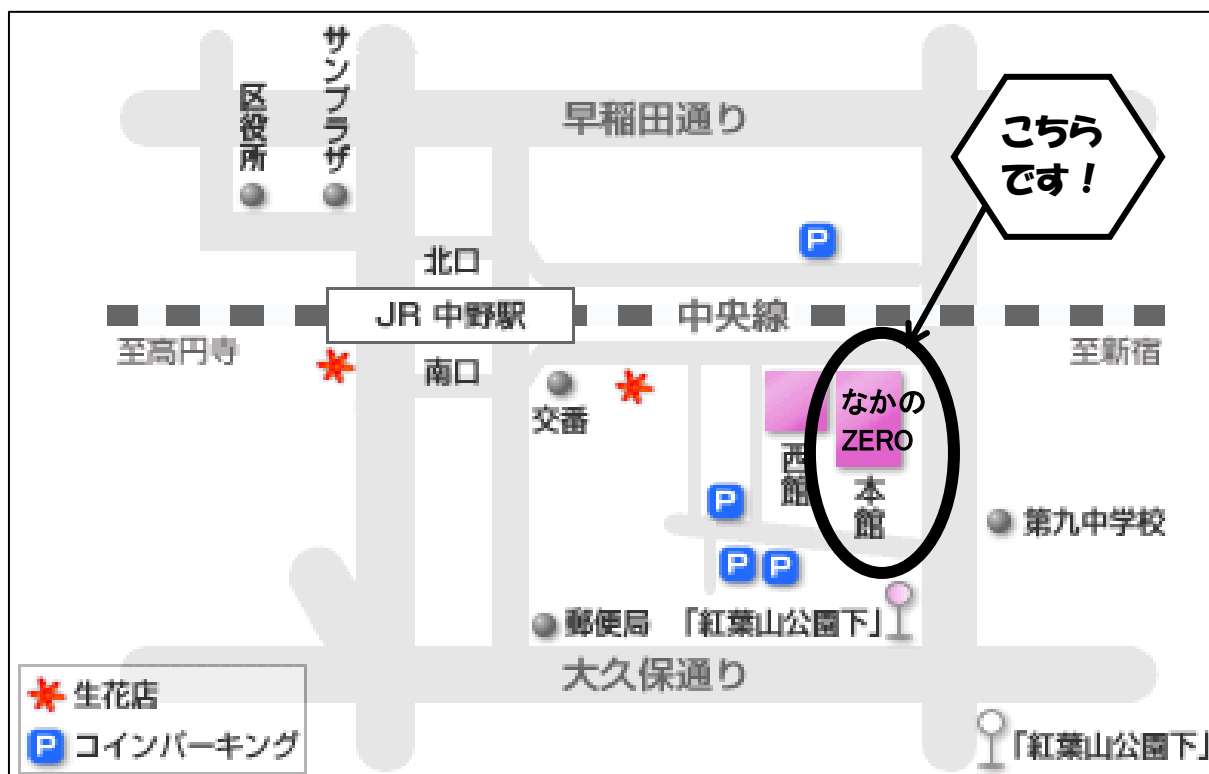 サンプラザ
区役所
早稲田通り
こちら
です！
P
北口
JR 中野駅
中央線
至高円寺
至新宿
南口
交番
なかの
ZERO
西館
本館
P
第九中学校
P
P
郵便局
「紅葉山公園下」
大久保通り
生花店
P コインパーキング
「紅葉山公園下」